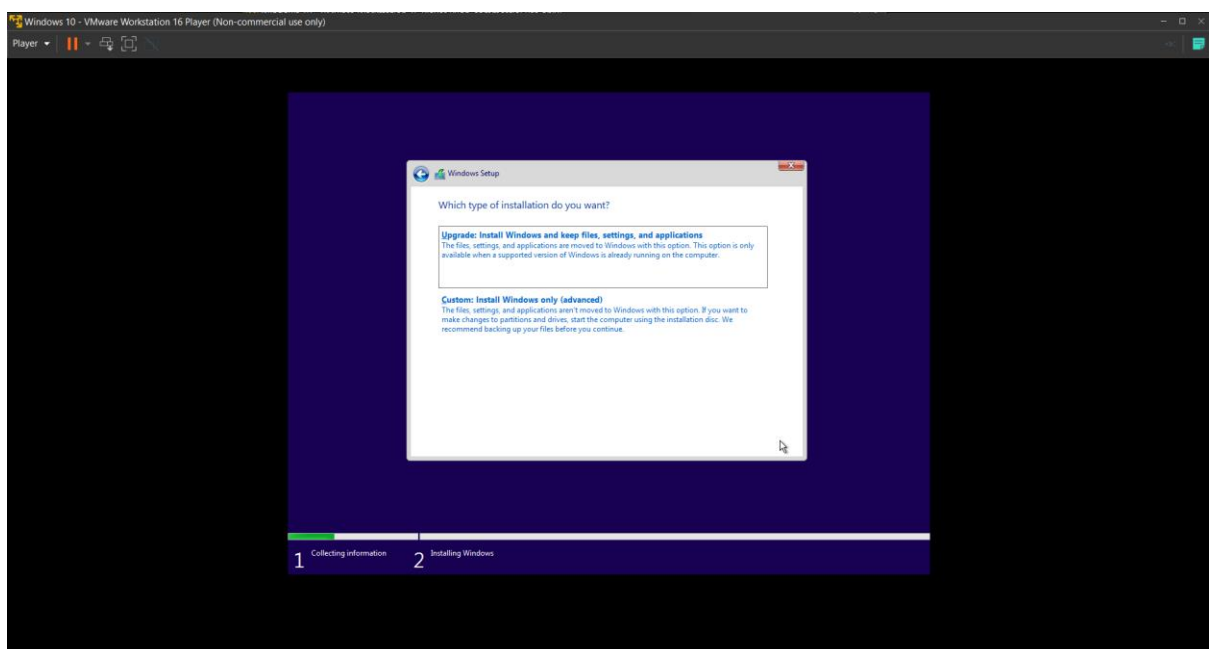 Windows 10 - VMware Workstation 16 Player (Non-commercial use only)
Player
Windows Setup
Which type of installation do you want?
Upgrade: Install Windows and keep files, settings, and applications
The files, settings, and applications are moved to Windows with this option. This option is only
available when a supported version of Windows is already running on the computer.
Custom: Install Windows only (advanced)
The files, settings, and applications aren't moved to Windows with this option. If you want to
make changes to partitions and drives, start the computer using the installation disc. We
recommend backing up your files before you continue.
1 Collecting information 2 Installing Windows